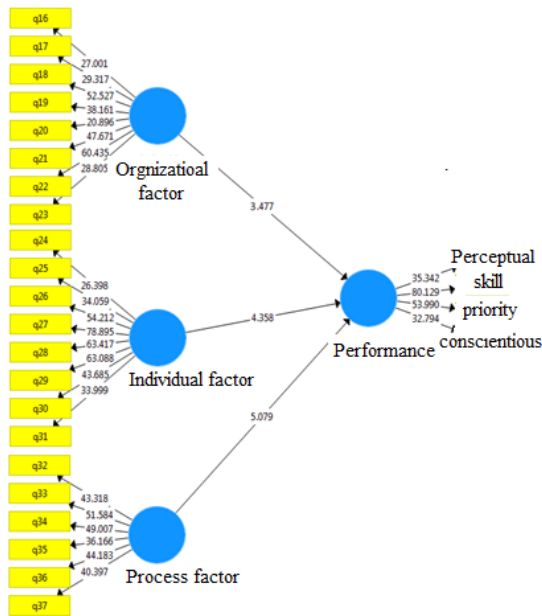 q16
q17
q18
q19
q20
q21
q22
q23
27.001
29.317
52.527
38.161
20.896
47.671
60.435
28.805
Orgnizatioal
factor
3.477
q24
q25
q26
q27
q28
q29
q30
q31
26.398
34.059
54.212
78.895
63.417
63.088
43.685
33.999
Individual factor
4.358
q32
q33
q34
q35
q36
q37
43.318
51.584
49.007
36.166
44.183
40.397
Process factor
5.079
Performance
35.342
80.129
53.990
32.794
Perceptual
skill
priority
conscientious